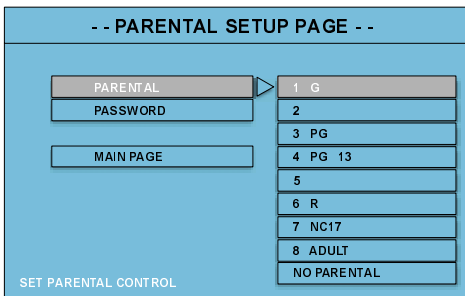 - - PARENTAL SETUP PAGE - -
PARENTAL
PASSWORD
MAIN PAGE
1 G
2
3 PG
4 PG 13
5
6 R
7 NC17
8 ADULT
NO PARENTAL
SET PARENTAL CONTROL